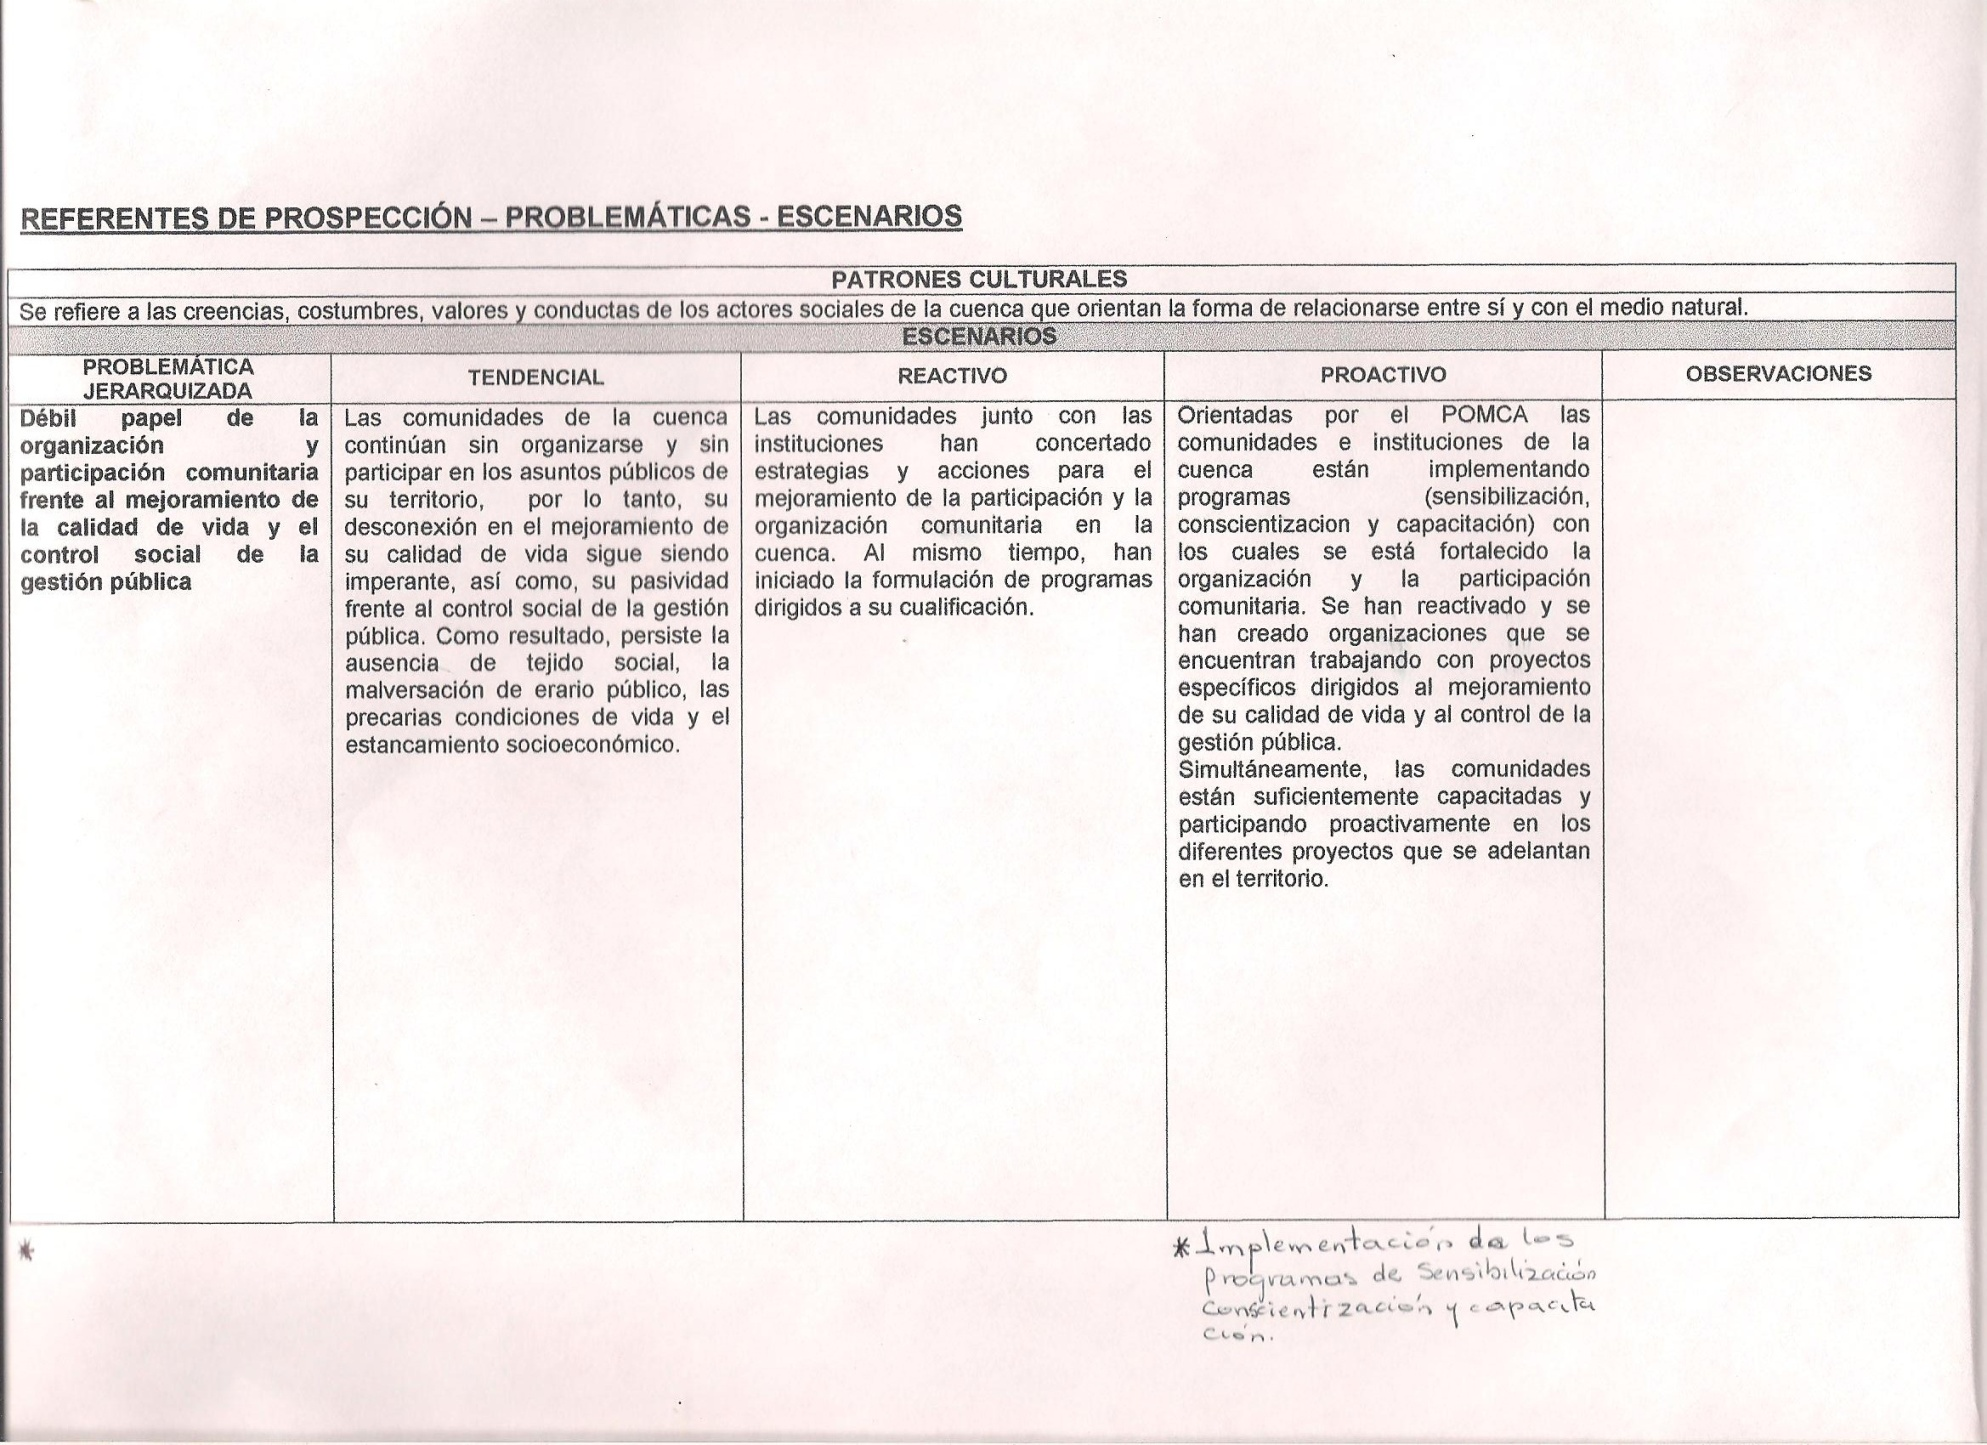 REFERENTES DE PROSPECCIÓN – PROBLEMÁTICAS - ESCENARIOS
PATRONES CULTURALES
Se refiere a las creencias, costumbres, valores y conductas de los actores sociales de la cuenca que orientan la forma de relacionarse entre sí y con el medio natural.
ESCENARIOS
PROBLEMÁTICA
JERARQUIZADA
TENDENCIAL
REACTIVO
PROACTIVO
OBSERVACIONES
Débil papel de la
organización y
participación comunitaria
frente al mejoramiento de
la calidad de vida y el
control social de la
gestión pública
Las comunidades de la cuenca
continúan sin organizarse y sin
participar en los asuntos públicos de
su territorio, por lo tanto, su
desconexión en el mejoramiento de
su calidad de vida sigue siendo
imperante, así como, su pasividad
frente al control social de la gestión
pública. Como resultado, persiste la
ausencia de tejido social, la
malversación de erario público, las
precarias condiciones de vida y el
estancamiento socioeconómico.
Las comunidades junto con las
instituciones han concertado
estrategias y acciones para el
mejoramiento de la participación y la
organización comunitaria en la
cuenca. Al mismo tiempo, han
iniciado la formulación de programas
dirigidos a su cualificación.
Orientadas por el POMCA las
comunidades e instituciones de la
cuenca están implementando
programas (sensibilización,
conscientizacion y capacitación) con
los cuales se está fortalecido la
organización y la participación
comunitaria. Se han reactivado y se
han creado organizaciones que se
encuentran trabajando con proyectos
específicos dirigidos al mejoramiento
de su calidad de vida y al control de la
gestión pública.
Simultáneamente, las comunidades
están suficientemente capacitadas y
participando proactivamente en los
diferentes proyectos que se adelantan
en el territorio.
*
* Implementación de los
programas de Sensibilización
Conscientización y capacita
ción.